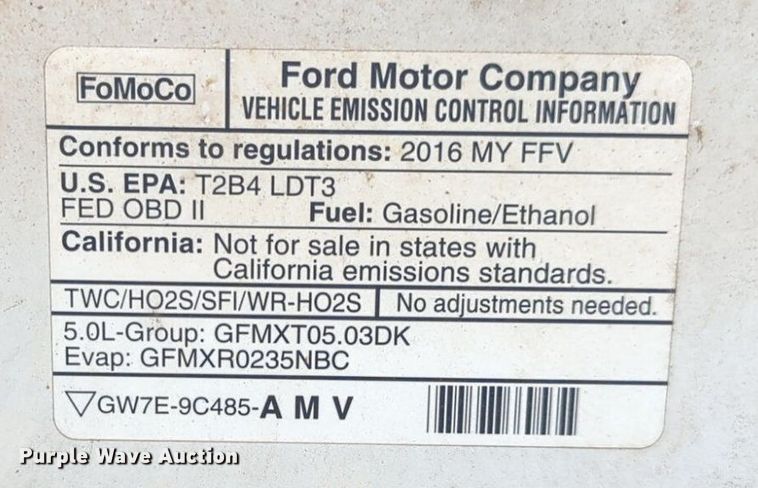 FoMoCo
Ford Motor Company
VEHICLE EMISSION CONTROL INFORMATION
Conforms to regulations: 2016 MY FFV
U.S. EPA: T2B4 LDT3
FED OBD II Fuel: Gasoline/Ethanol
California: Not for sale in states with
California emissions standards.
TWC/HO2S/SFI/WR-HO2S No adjustments needed.
5.0L-Group: GFMXT05.03DK
Evap: GFMXR0235NBC
▽GW7E-9C485-A M V
Purple Wave Auction